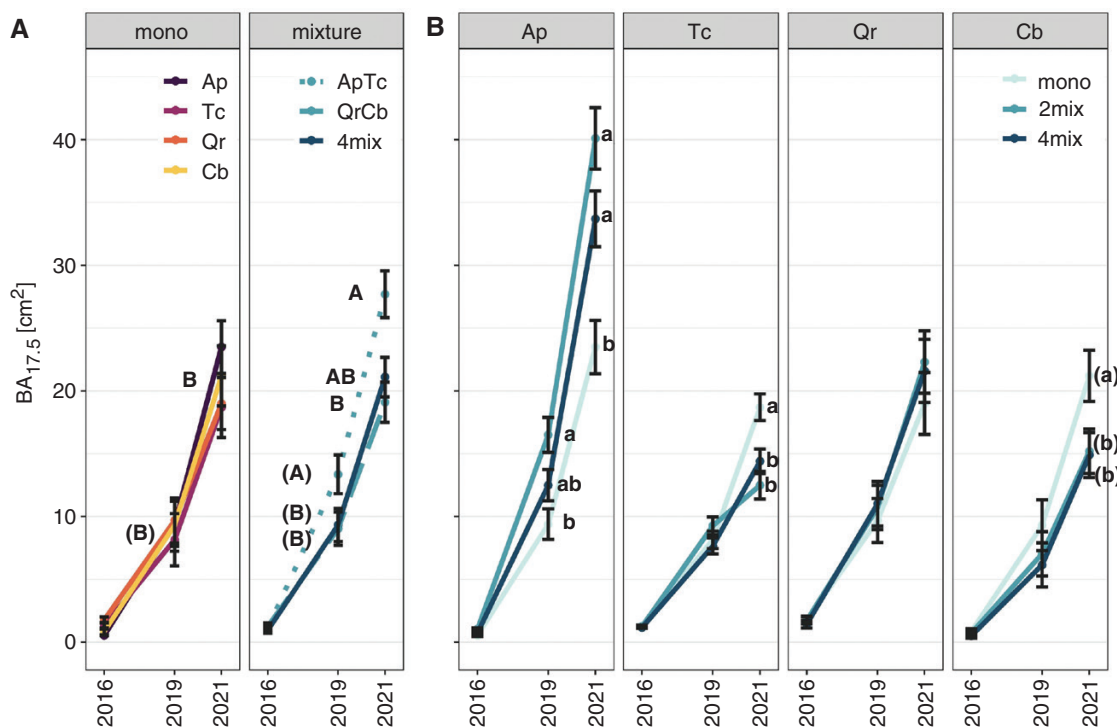 A
mono
mixture
B
Ap
Tc
Qr
Cb
BA17.5 [cm2]
40
30
20
10
0
Ap
Tc
Qr
Cb
B
(B)
2016
2019
2021
ApTc
QrCb
4mix
A
AB
B
(A)
(B)
(B)
2016
2019
2021
a
a
b
a
ab
b
2016
2019
2021
a
b
b
2016
2019
2021
2016
2019
2021
mono
2mix
4mix
(a)
(b)
(b)
2016
2019
2021